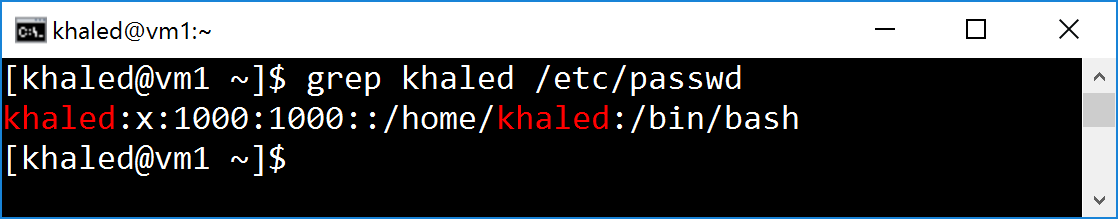 khaled@vm1:~
[khaled@vm1 ~]$ grep khaled /etc/passwd
khaled:x:1000:1000::/home/khaled:/bin/bash
[khaled@vm1 ~]$